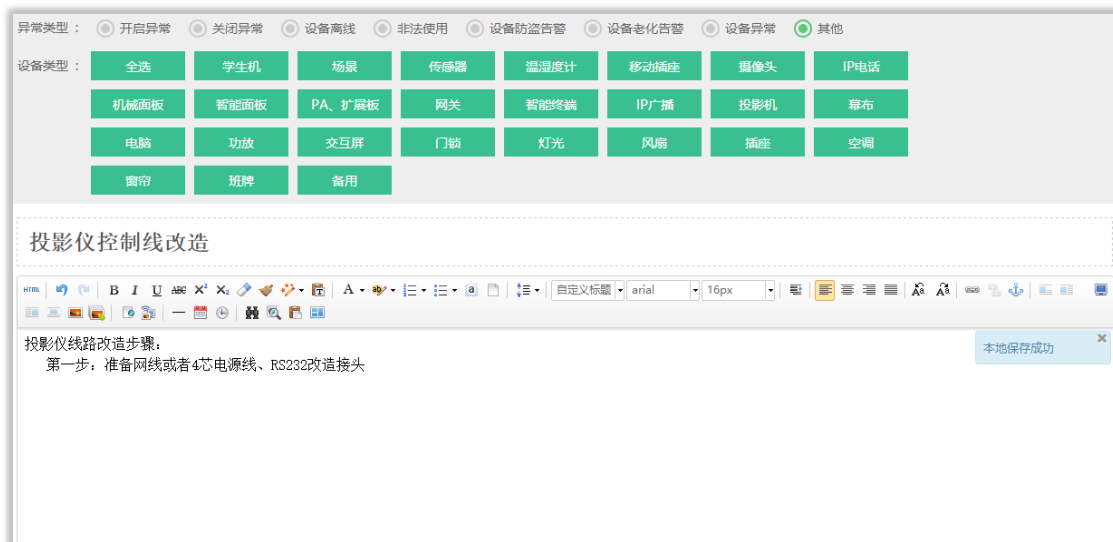 异常类型： 开启异常 关闭异常 设备离线 非法使用 设备防盗告警 设备老化告警 设备异常 其他
设备类型： 全选 学生机 场景 传感器 温湿度计 移动插座 摄像头 IP电话
机械面板 智能面板 PA、扩展板 网关 智能终端 IP广播 投影机 幕布
电脑 功放 交互屏 门锁 灯光 风扇 插座 空调
窗帘 班牌 备用
投影仪控制线改造
HTML B I U ABC X² X₂ A ab 自定义标题 arial 16px
投影仪线路改造步骤：
本地保存成功 ×
第一步：准备网线或者4芯电源线、RS232改造接头